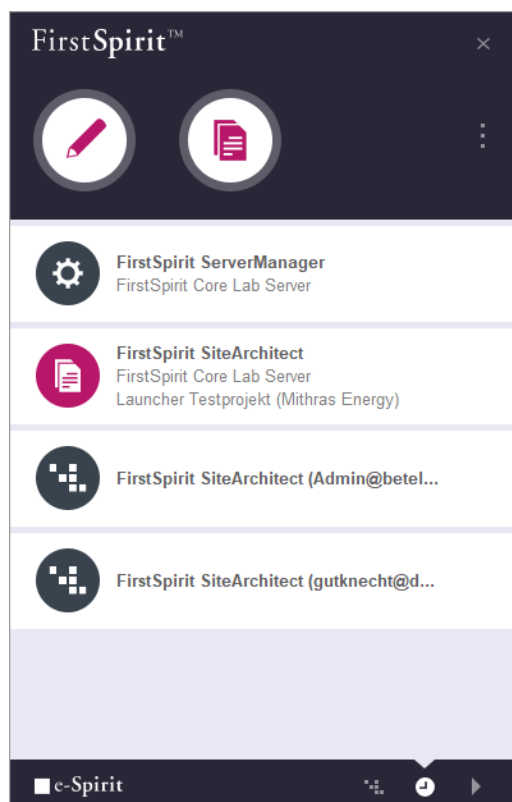 FirstSpirit™
FirstSpirit ServerManager
FirstSpirit Core Lab Server
FirstSpirit SiteArchitect
FirstSpirit Core Lab Server
Launcher Testprojekt (Mithras Energy)
FirstSpirit SiteArchitect (Admin@betel...
FirstSpirit SiteArchitect (gutknecht@d...
e-Spirit